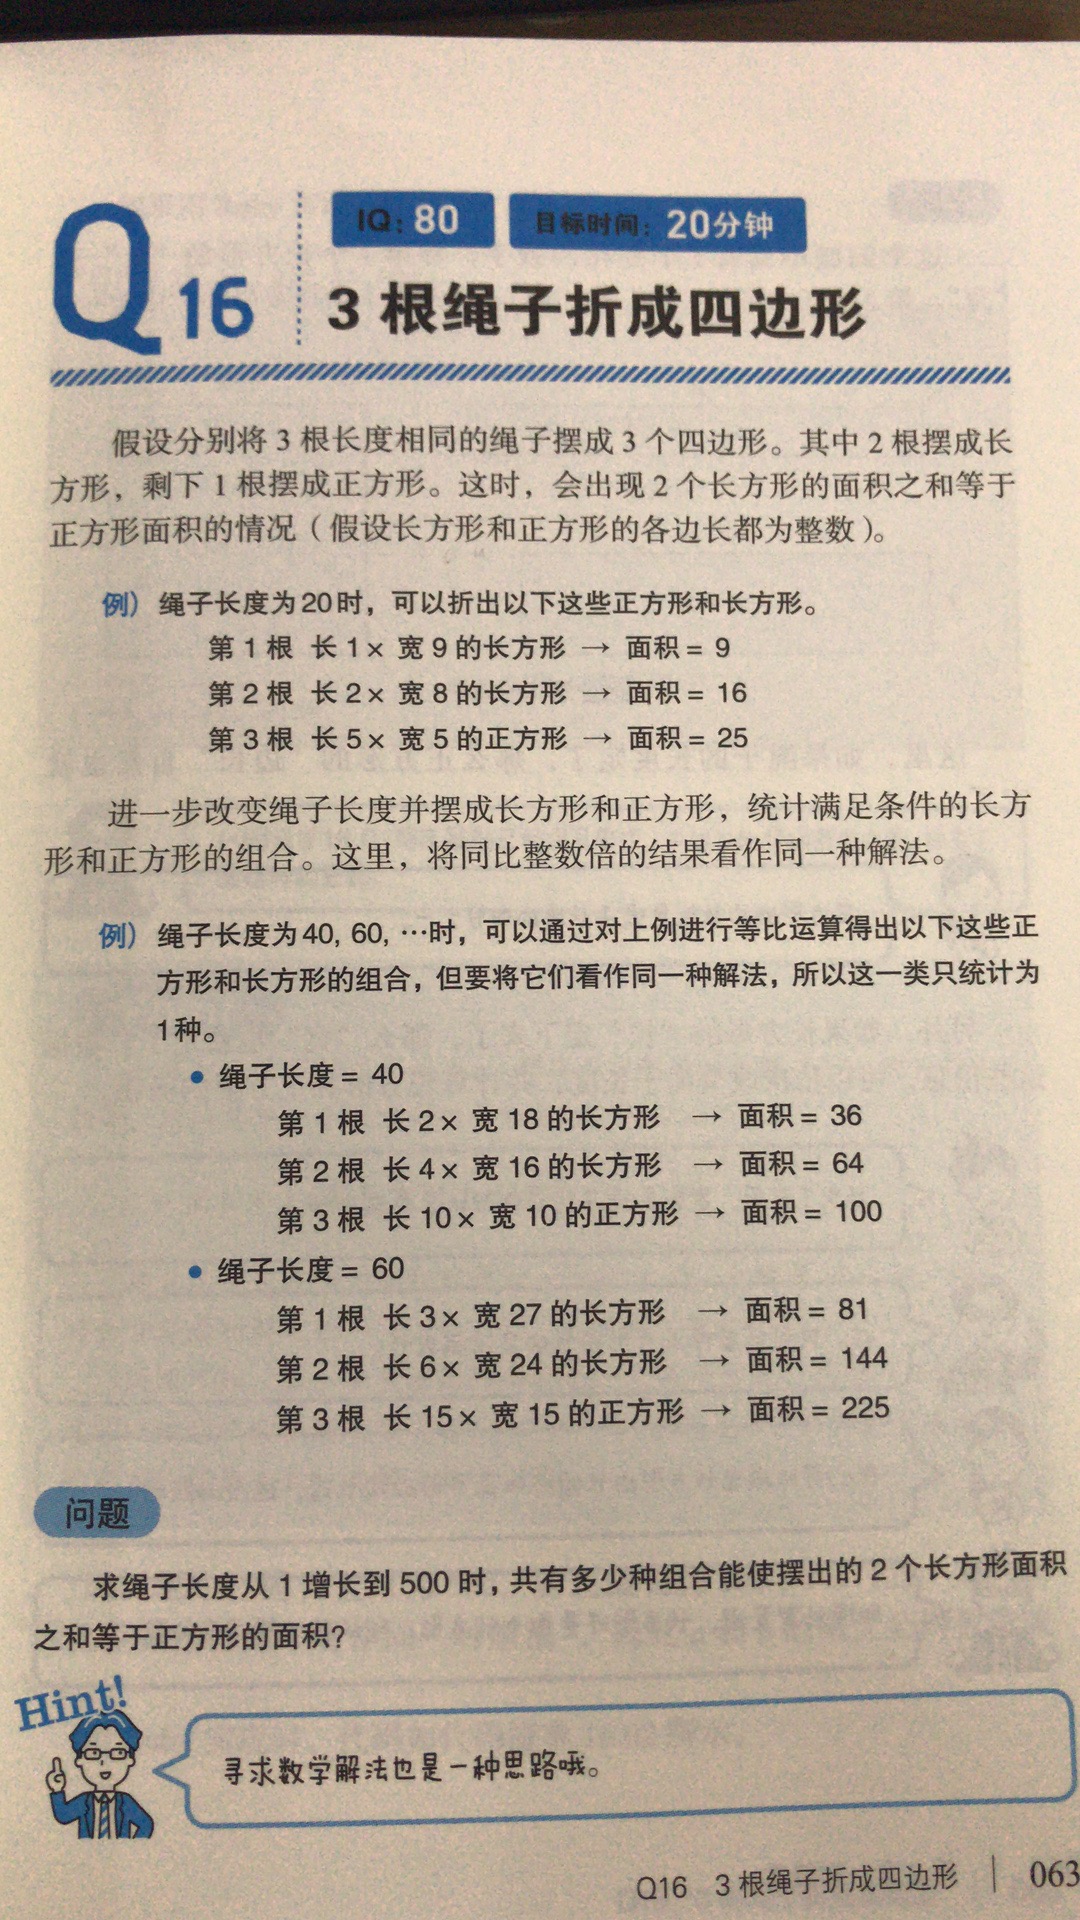 Q16
IQ: 80
目标时间: 20分钟
3 根绳子折成四边形
假设分别将 3 根长度相同的绳子摆成 3 个四边形。其中 2 根摆成长
方形，剩下 1 根摆成正方形。这时，会出现 2 个长方形的面积之和等于
正方形面积的情况（假设长方形和正方形的各边长都为整数）。
例）绳子长度为20时，可以折出以下这些正方形和长方形。
第 1 根 长 1× 宽 9 的长方形 → 面积 = 9
第 2 根 长 2× 宽 8 的长方形 → 面积 = 16
第 3 根 长 5× 宽 5 的正方形 → 面积 = 25
进一步改变绳子长度并摆成长方形和正方形，统计满足条件的长方
形和正方形的组合。这里，将同比整数倍的结果看作同一种解法。
例）绳子长度为40, 60, …时，可以通过对上例进行等比运算得出以下这些正
方形和长方形的组合，但要将它们看作同一种解法，所以这一类只统计为
1种。
● 绳子长度 = 40
第 1 根 长 2× 宽 18 的长方形 → 面积 = 36
第 2 根 长 4× 宽 16 的长方形 → 面积 = 64
第 3 根 长 10× 宽 10 的正方形 → 面积 = 100
● 绳子长度 = 60
第 1 根 长 3× 宽 27 的长方形 → 面积 = 81
第 2 根 长 6× 宽 24 的长方形 → 面积 = 144
第 3 根 长 15× 宽 15 的正方形 → 面积 = 225
问题
求绳子长度从 1 增长到 500 时，共有多少种组合能使摆出的 2 个长方形面积
之和等于正方形的面积？
Hint!
寻求数学解法也是一种思路哦。
Q16 3 根绳子折成四边形 | 063